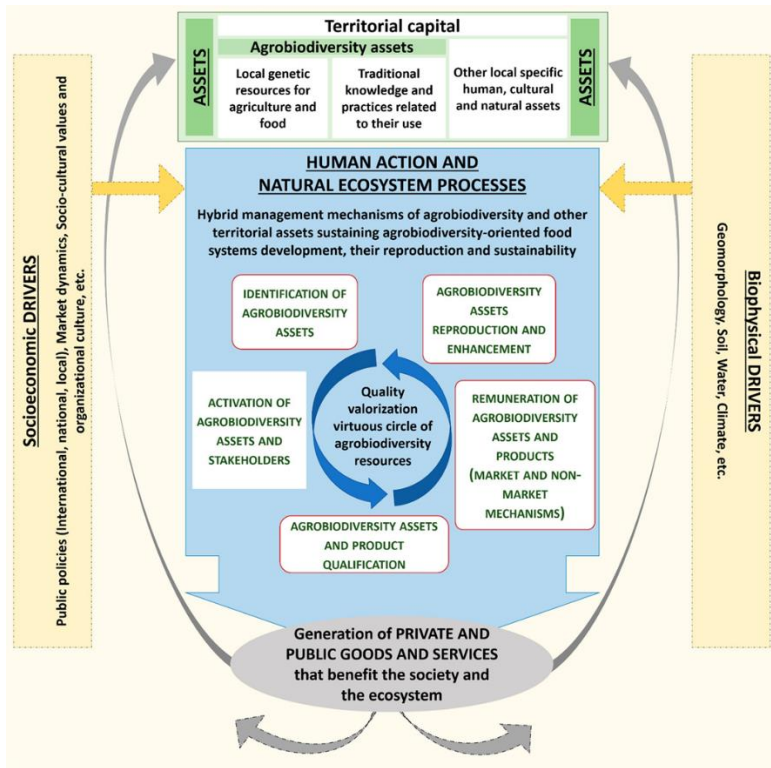 Territorial capital
ASSETS
Agrobiodiversity assets
Local genetic
resources for
agriculture and
food
Traditional
knowledge and
practices related
to their use
Other local specific
human, cultural
and natural assets
ASSETS
HUMAN ACTION AND
NATURAL ECOSYSTEM PROCESSES
Hybrid management mechanisms of agrobiodiversity and other
territorial assets sustaining agrobiodiversity-oriented food
systems development, their reproduction and sustainability
IDENTIFICATION OF
AGROBIODIVERSITY
ASSETS
AGROBIODIVERSITY
ASSETS
REPRODUCTION AND
ENHANCEMENT
ACTIVATION OF
AGROBIODIVERSITY
ASSETS AND
STAKEHOLDERS
Quality
valorization
virtuous circle of
agrobiodiversity
resources
REMUNERATION OF
AGROBIODIVERSITY
ASSETS AND
PRODUCTS
(MARKET AND NON-
MARKET
MECHANISMS)
AGROBIODIVERSITY ASSETS
AND PRODUCT
QUALIFICATION
Socioeconomic DRIVERS
Public policies (International, national, local), Market dynamics, Socio-cultural values and
organizational culture, etc.
Biophysical DRIVERS
Geomorphology, Soil, Water, Climate, etc.
Generation of PRIVATE AND
PUBLIC GOODS AND SERVICES
that benefit the society and
the ecosystem